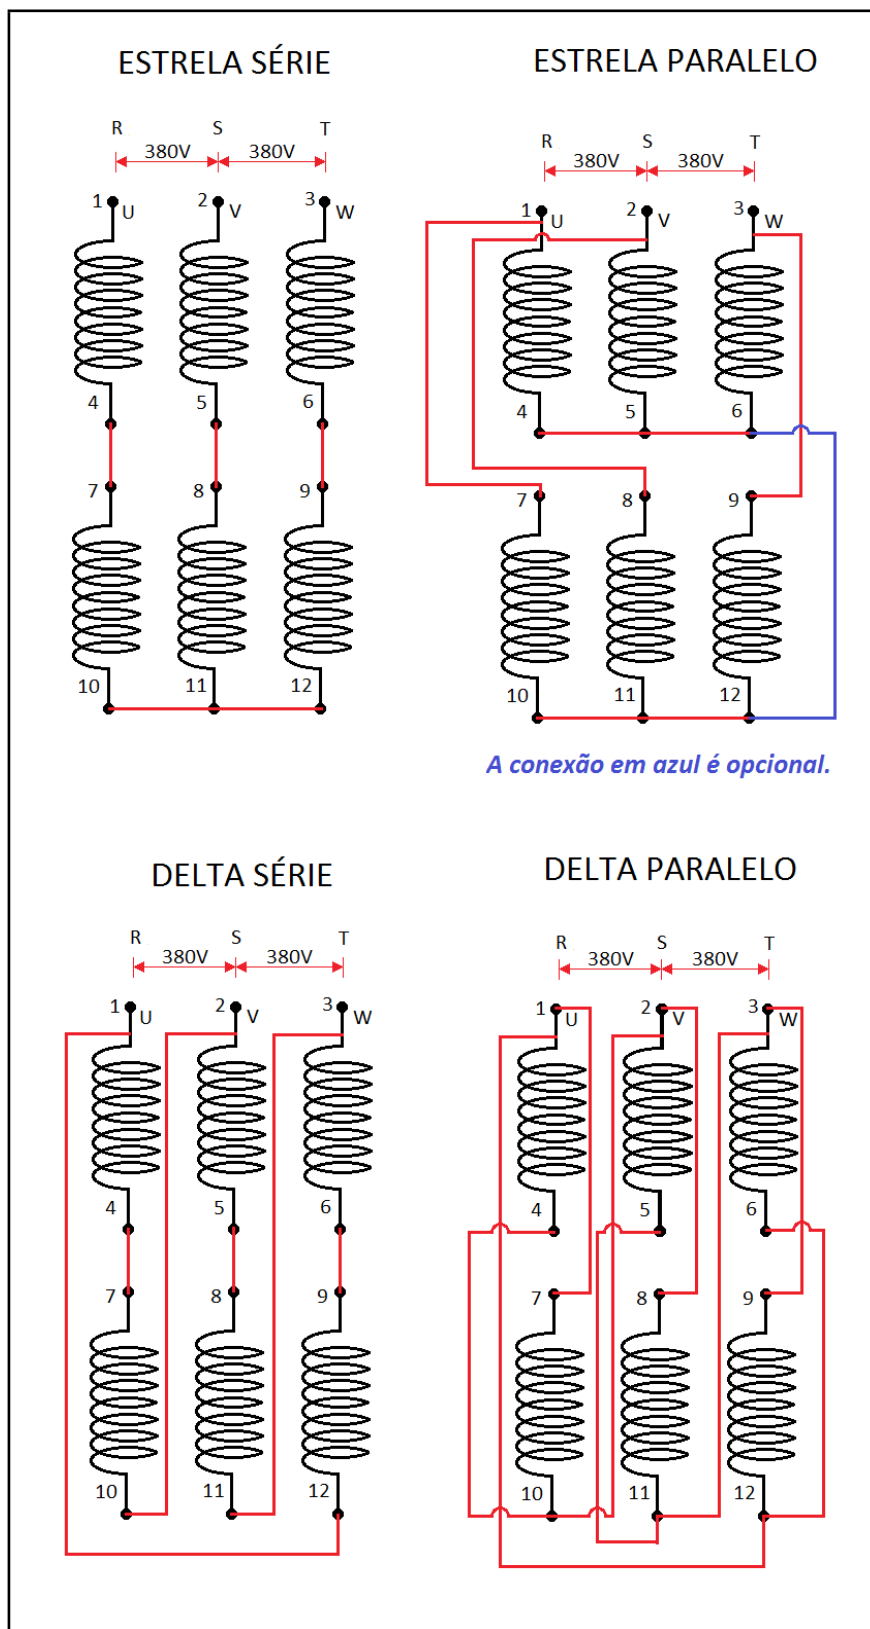 ESTRELA SÉRIE
R S T
380V 380V
1 U 2 V 3 W
4 5 6
7 8 9
10 11 12
ESTRELA PARALELO
R S T
380V 380V
1 U 2 V 3 W
4 5 6
7 8 9
10 11 12
A conexão em azul é opcional.
DELTA SÉRIE
R S T
380V 380V
1 U 2 V 3 W
4 5 6
7 8 9
10 11 12
DELTA PARALELO
R S T
380V 380V
1 U 2 V 3 W
4 5 6
7 8 9
10 11 12